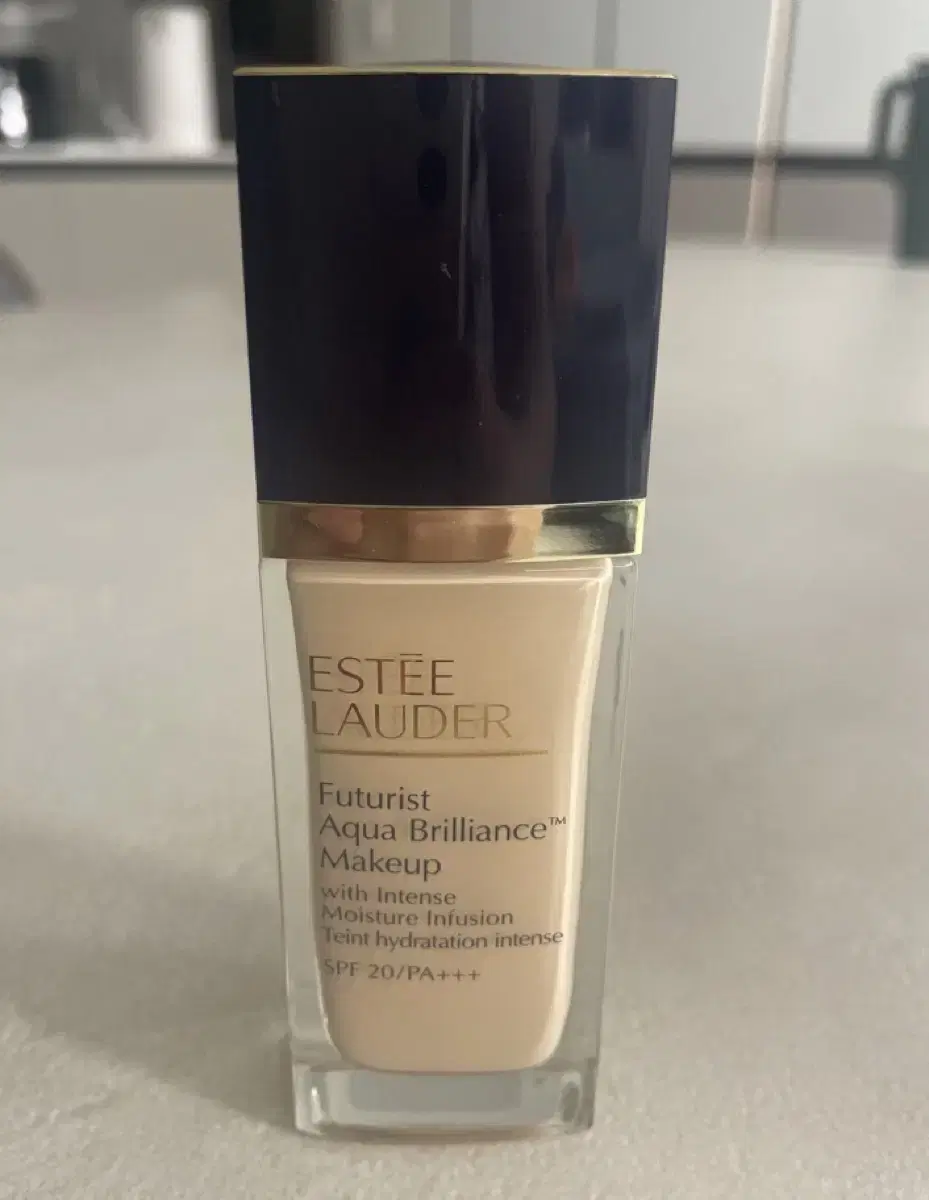 ESTĒE
LAUDER
Futurist
Aqua Brilliance™
Makeup
with Intense
Moisture Infusion
Teint hydratation intense
SPF 20/PA+++